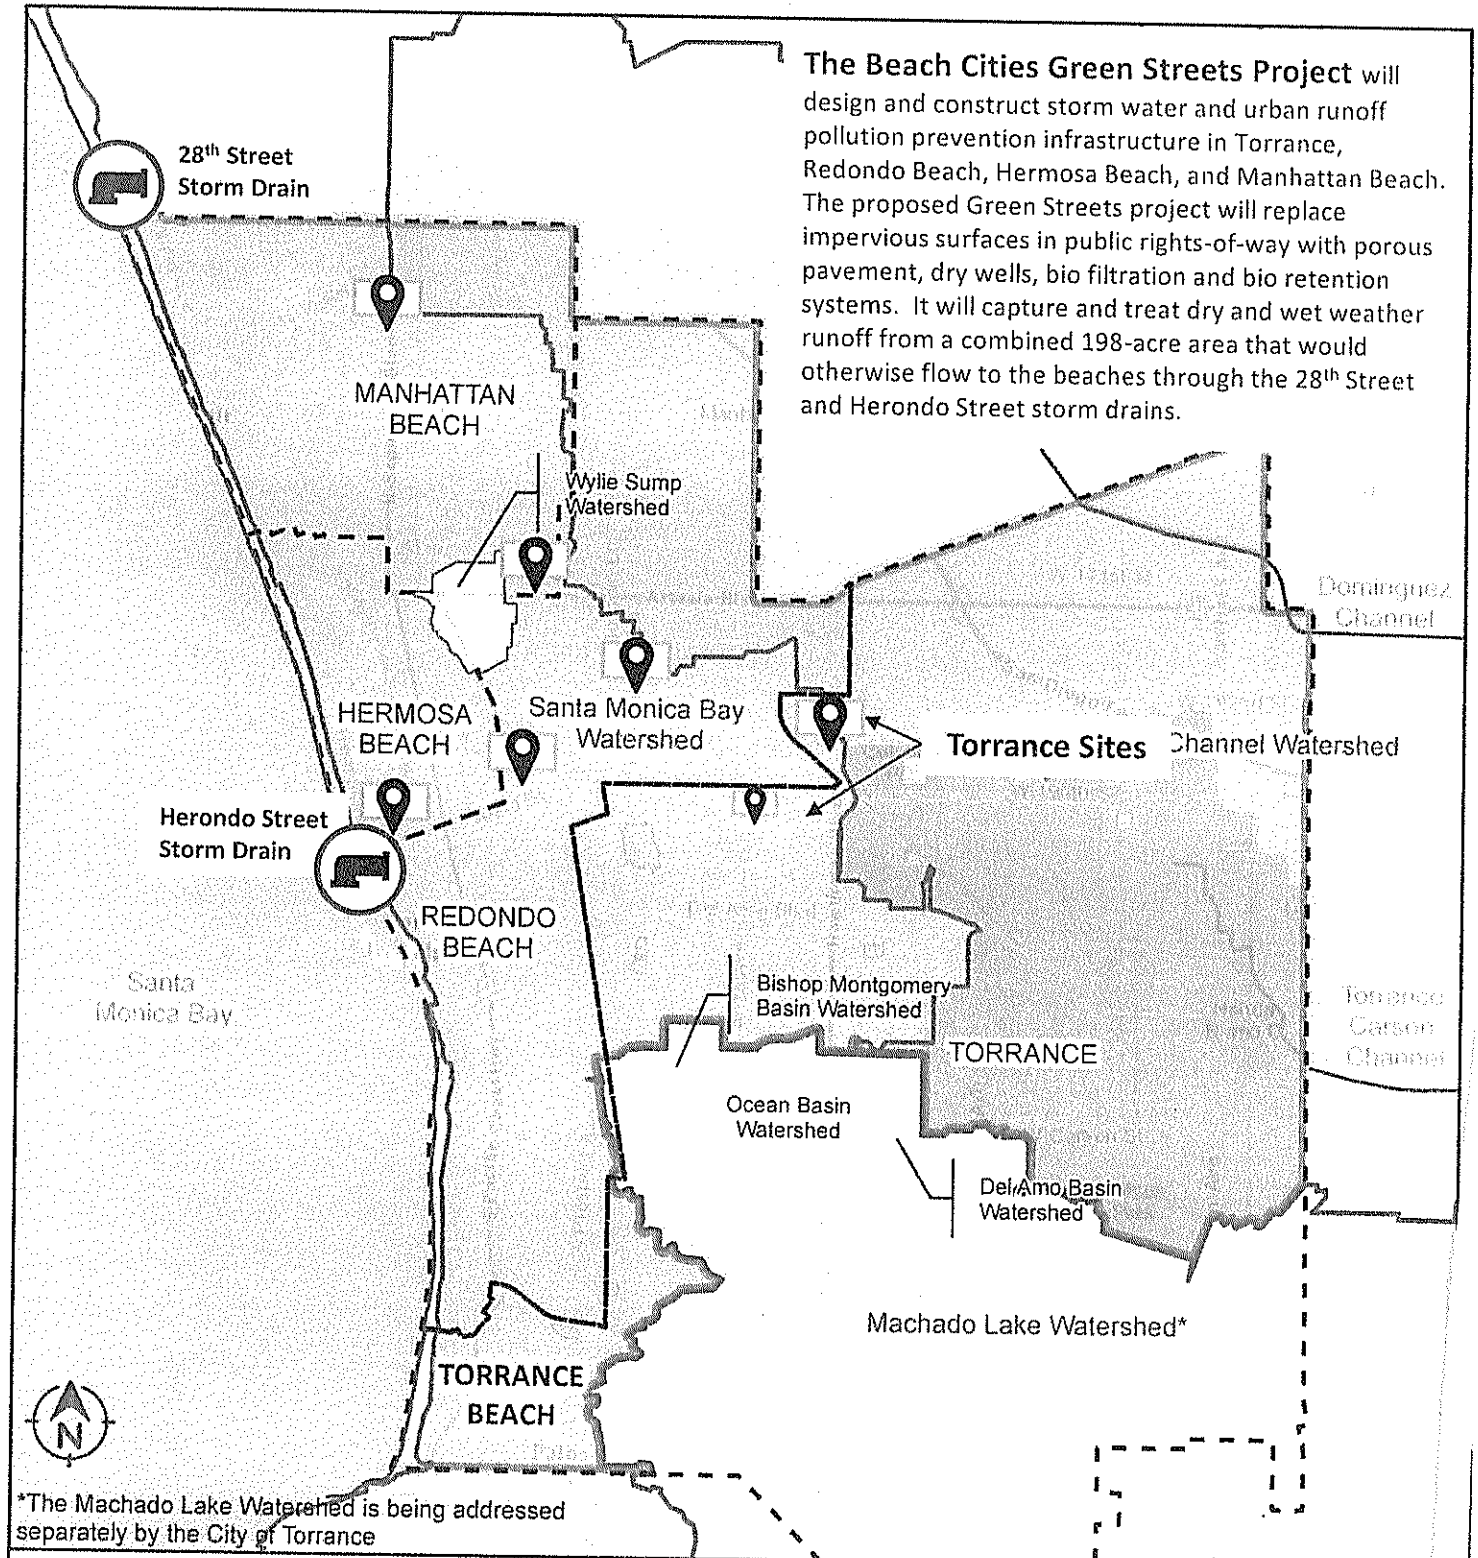 The Beach Cities Green Streets Project will
design and construct storm water and urban runoff
pollution prevention infrastructure in Torrance,
Redondo Beach, Hermosa Beach, and Manhattan Beach.
The proposed Green Streets project will replace
impervious surfaces in public rights-of-way with porous
pavement, dry wells, bio filtration and bio retention
systems. It will capture and treat dry and wet weather
runoff from a combined 198-acre area that would
otherwise flow to the beaches through the 28th Street
and Herondo Street storm drains.
28th Street
Storm Drain
MANHATTAN
BEACH
Wylie Sump
Watershed
Dominguez
Channel
HERMOSA
BEACH
Santa Monica Bay
Watershed
Torrance Sites
Channel Watershed
Herondo Street
Storm Drain
REDONDO
BEACH
Santa
Monica Bay
Bishop Montgomery
Basin Watershed
Torrance
Carson
Channel
TORRANCE
Ocean Basin
Watershed
Del Amo Basin
Watershed
Machado Lake Watershed*
TORRANCE
BEACH
N
*The Machado Lake Watershed is being addressed
separately by the City of Torrance